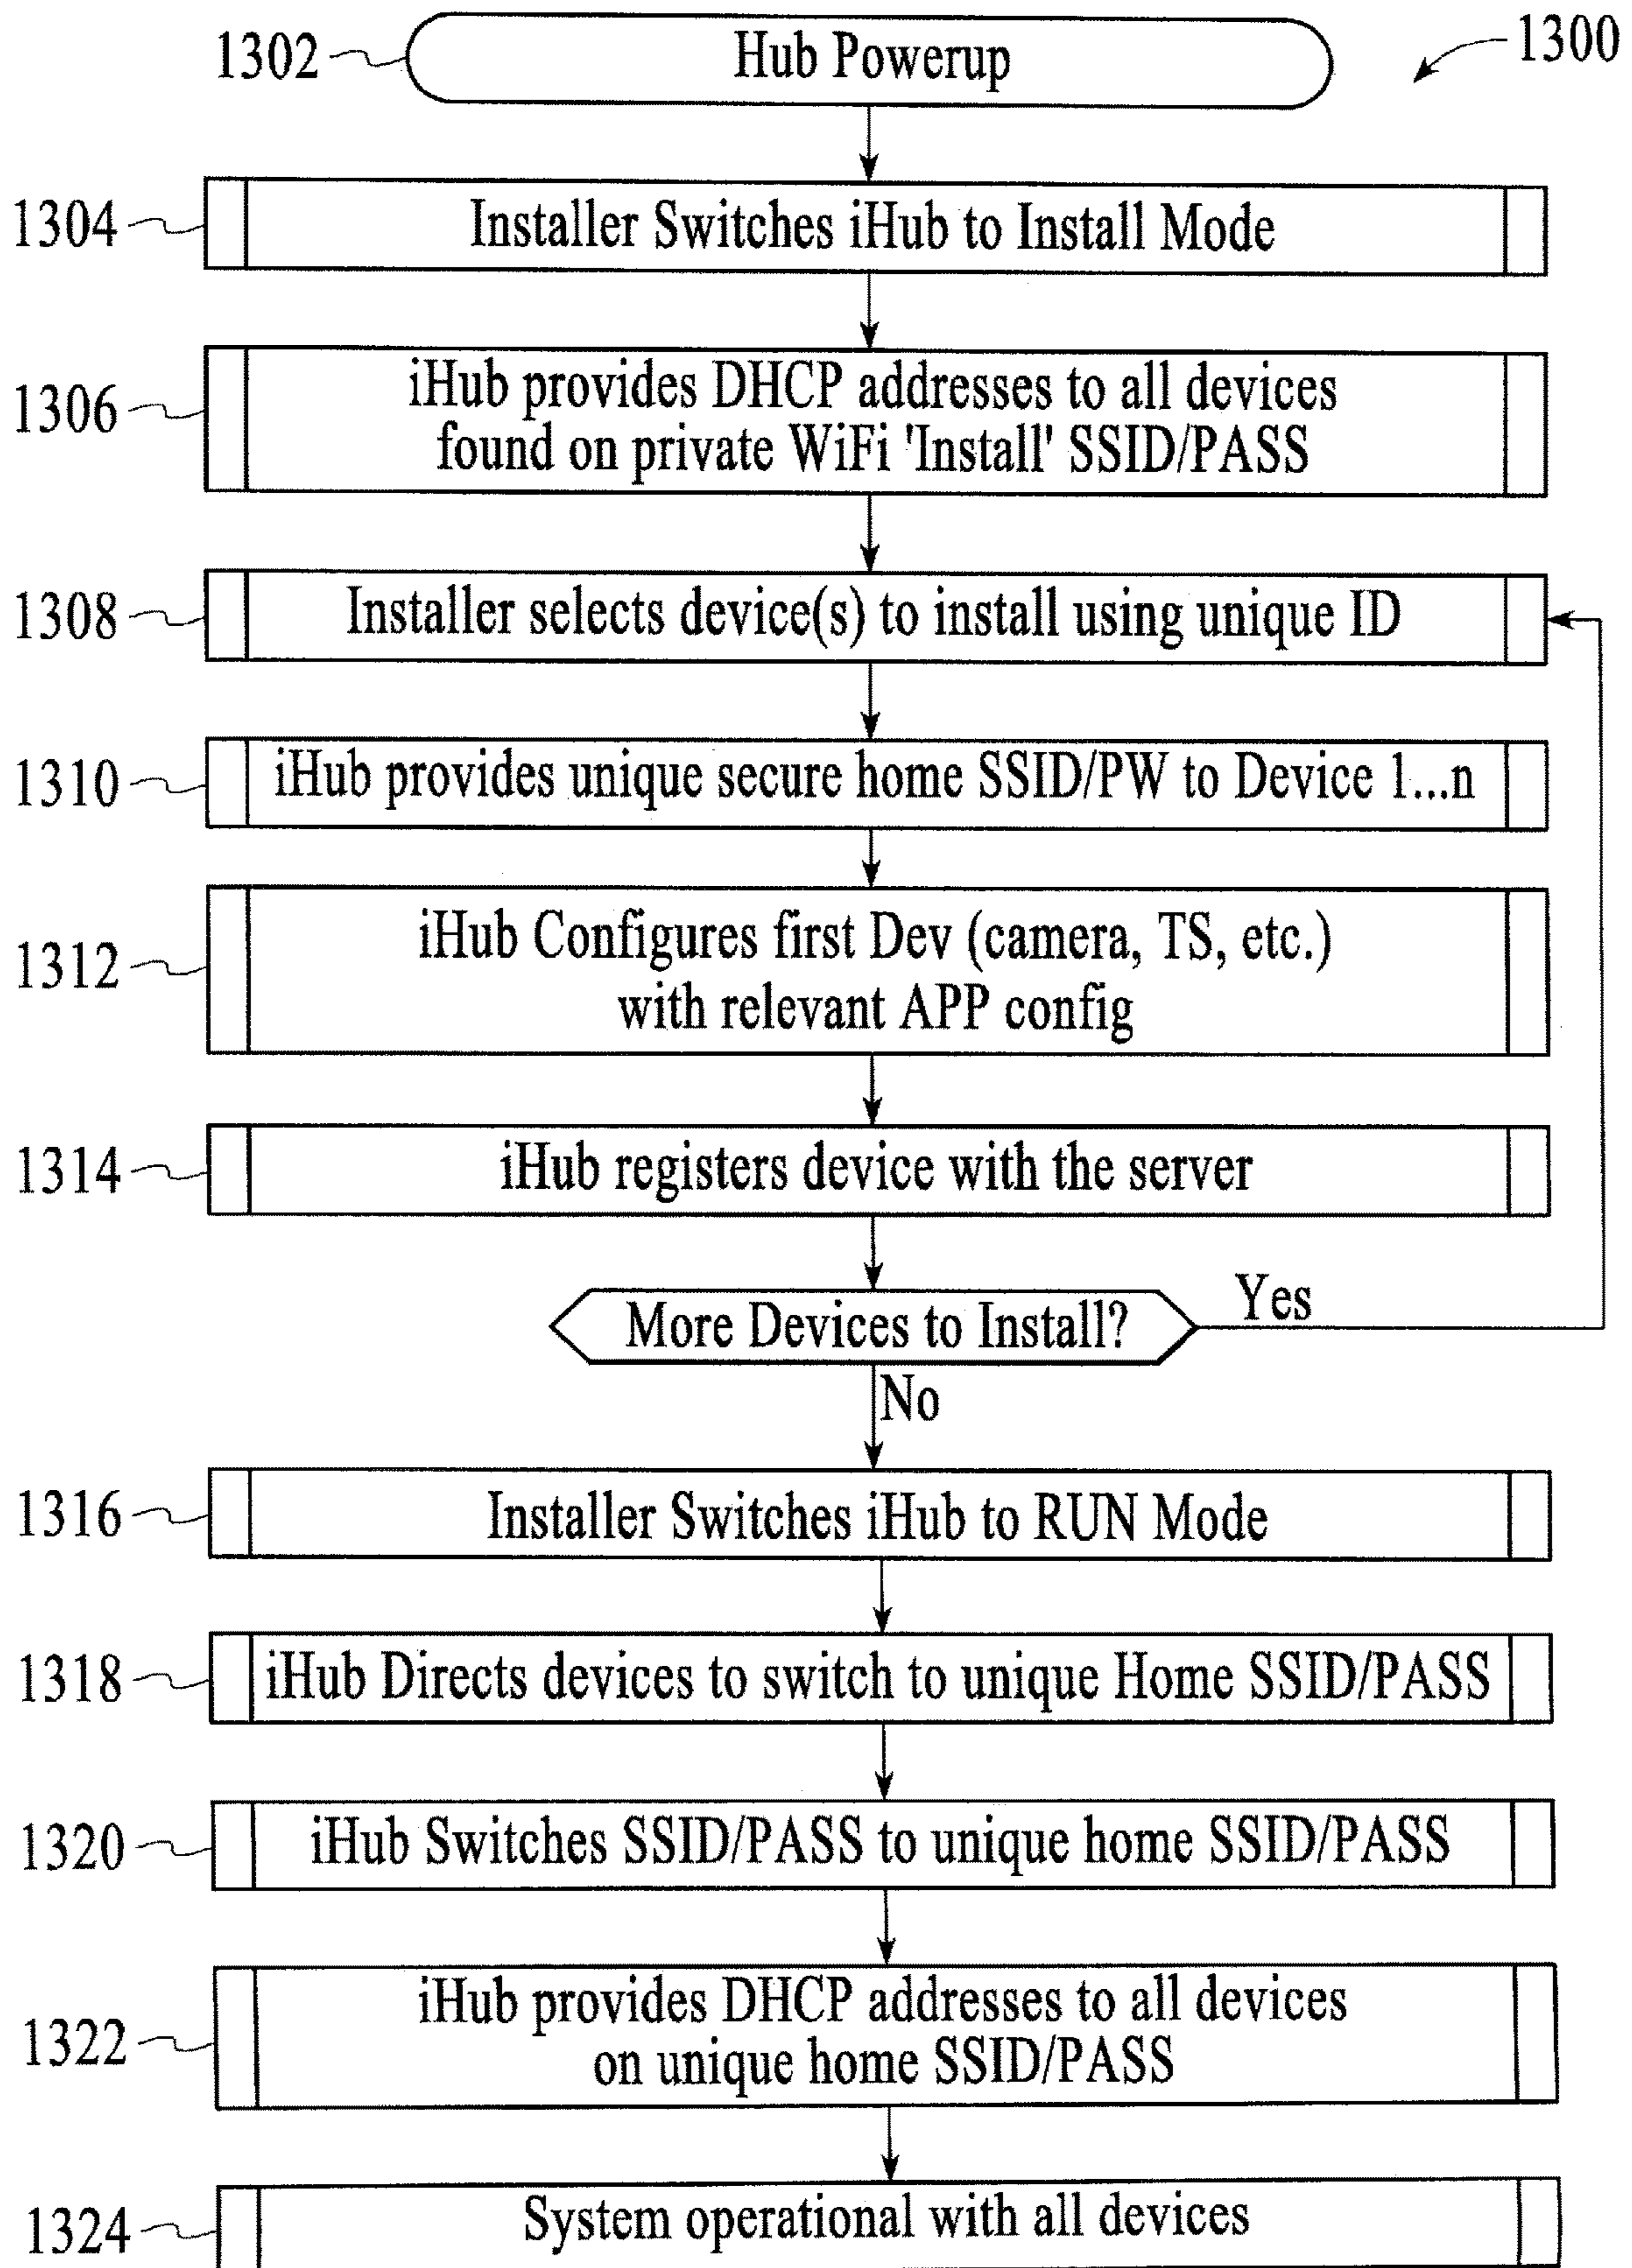 1300
1302
Hub Powerup
1304
Installer Switches iHub to Install Mode
1306
iHub provides DHCP addresses to all devices
found on private WiFi 'Install' SSID/PASS
1308
Installer selects device(s) to install using unique ID
1310
iHub provides unique secure home SSID/PW to Device 1...n
1312
iHub Configures first Dev (camera, TS, etc.)
with relevant APP config
1314
iHub registers device with the server
More Devices to Install?
Yes
No
1316
Installer Switches iHub to RUN Mode
1318
iHub Directs devices to switch to unique Home SSID/PASS
1320
iHub Switches SSID/PASS to unique home SSID/PASS
1322
iHub provides DHCP addresses to all devices
on unique home SSID/PASS
1324
System operational with all devices